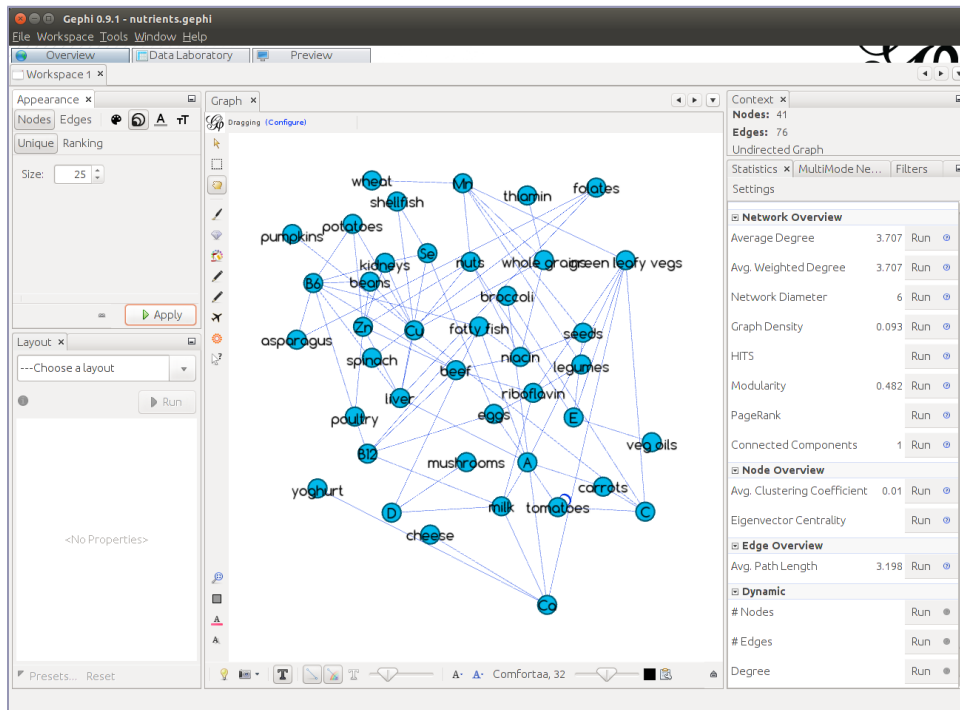 Gephi 0.9.1 - nutrients.gephi
File Workspace Tools Window Help
Overview Data Laboratory Preview
Workspace 1
Appearance
Nodes Edges
Unique Ranking
Size: 25
Apply
Layout
---Choose a layout
Run
<No Properties>
Presets... Reset
Graph
Dragging (Configure)
wheat
Mn
thiamin
folates
shellfish
pumpkins
potatoes
Se
kidneys
nuts
whole grains
green leafy vegs
B6
beans
broccoli
asparagus
Zn
Cu
fatty fish
seeds
spinach
beef
niacin
legumes
liver
riboflavin
poultry
eggs
E
veg oils
B12
mushrooms
A
yoghurt
carrots
D
milk
tomatoes
C
cheese
Ca
T A- A- Comfortaa, 32
Context
Nodes: 41
Edges: 76
Undirected Graph
Statistics MultiMode Ne... Filters
Settings
Network Overview
Average Degree 3.707 Run
Avg. Weighted Degree 3.707 Run
Network Diameter 6 Run
Graph Density 0.093 Run
HITS Run
Modularity 0.482 Run
PageRank Run
Connected Components 1 Run
Node Overview
Avg. Clustering Coefficient 0.01 Run
Eigenvector Centrality Run
Edge Overview
Avg. Path Length 3.198 Run
Dynamic
# Nodes Run
# Edges Run
Degree Run